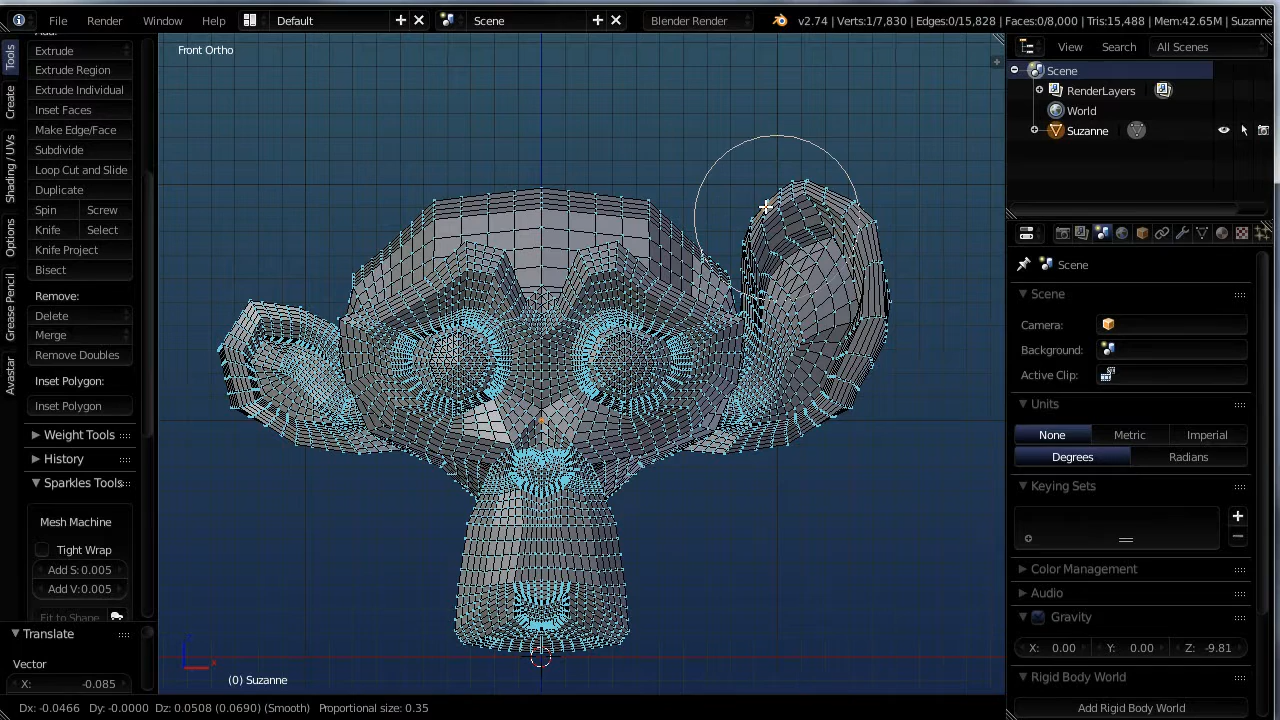 File Render Window Help Default Scene Blender Render v2.74 | Verts:1/7,830 | Edges:0/15,828 | Faces:0/8,000 | Tris:15,488 | Mem:42.65M | Suzanne
Tools
Create
Shading / UVs
Options
Grease Pencil
Avastar
Add:
Extrude
Extrude Region
Extrude Individual
Inset Faces
Make Edge/Face
Subdivide
Loop Cut and Slide
Duplicate
Spin Screw
Knife Select
Knife Project
Bisect
Remove:
Delete
Merge
Remove Doubles
Inset Polygon:
Inset Polygon
Weight Tools
History
Sparkles Tools
Mesh Machine
Tight Wrap
Add S:0.005
Add V:0.005
Fit to Shape
Translate
Vector
X: -0.085
Front Ortho
(0) Suzanne
Dx: -0.0466 Dy: -0.0000 Dz: 0.0508 (0.0690) (Smooth) Proportional size: 0.35
View Search All Scenes
Scene
RenderLayers
World
Suzanne
Scene
Scene
Camera:
Background:
Active Clip:
Units
None Metric Imperial
Degrees Radians
Keying Sets
Color Management
Audio
Gravity
X: 0.00 Y: 0.00 Z: -9.81
Rigid Body World
Add Rigid Body World